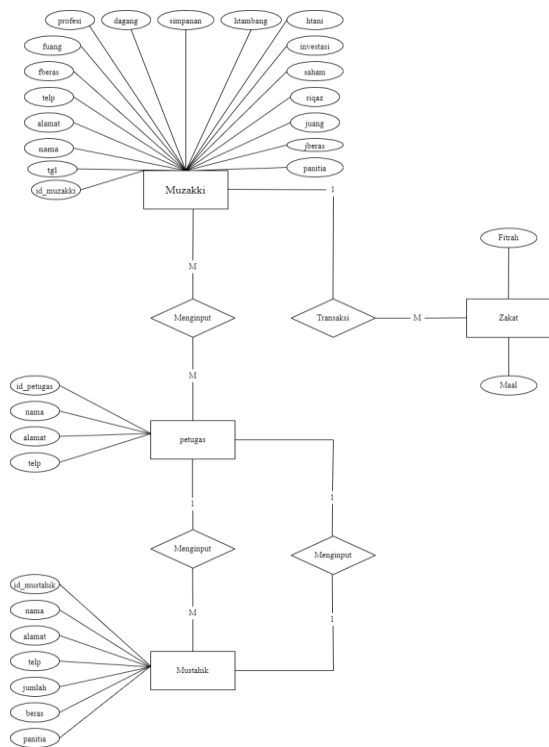 profesi
dagang
simpanan
htambang
htani
fuang
investasi
fberas
saham
telp
riqaz
alamat
juang
nama
jberas
tgl
panitia
id_muzakki
Muzakki
1
Fitrah
M
Menginput
Transaksi
M
Zakat
M
id_petugas
Maal
nama
alamat
petugas
telp
1
1
Menginput
Menginput
id_mustahik
nama
M
1
alamat
telp
Mustahik
jumlah
beras
panitia